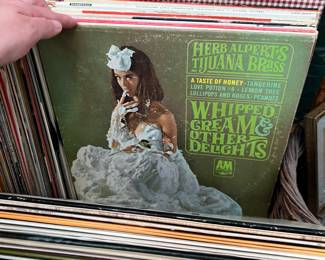 HERB ALPERT'S
TIJUANA BRASS
A TASTE OF HONEY • TANGERINE
LOVE POTION #9 • LEMON TREE
LOLLIPOPS AND ROSES • PEANUTS
WHIPPED
CREAM &
OTHER
DELIGHTS
A&M